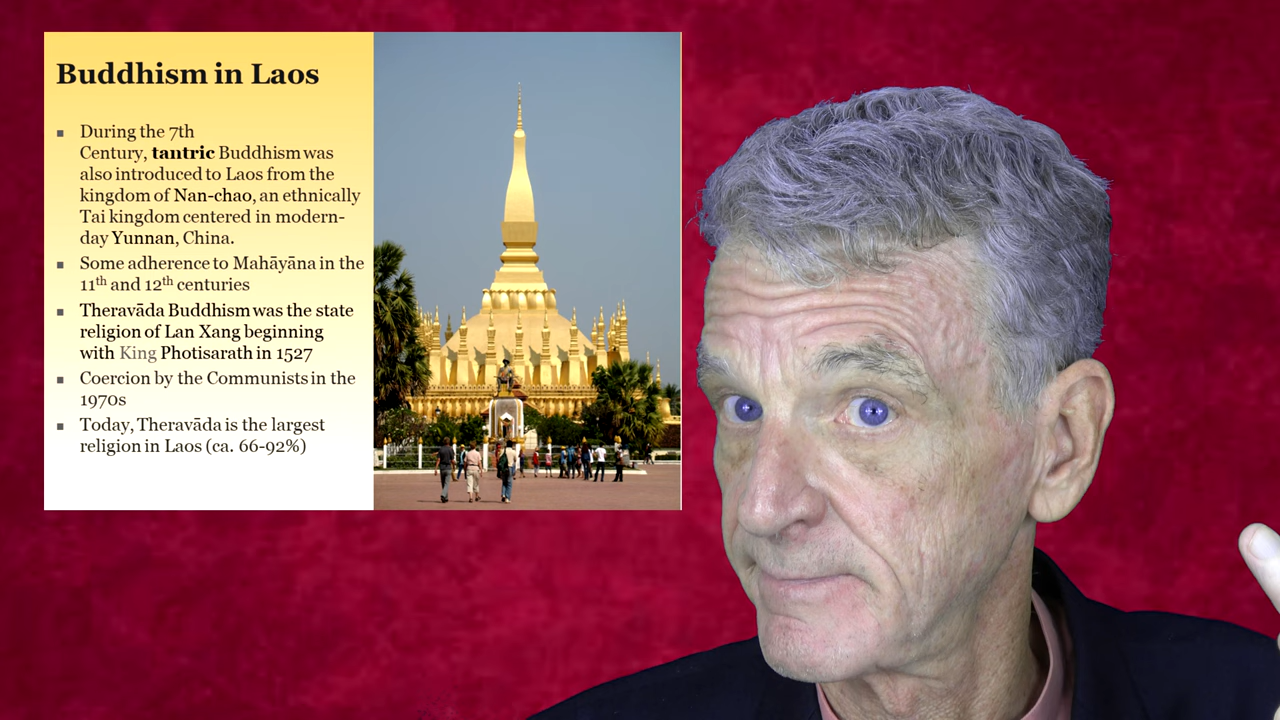 Buddhism in Laos
▪ During the 7th
Century, tantric Buddhism was
also introduced to Laos from the
kingdom of Nan-chao, an ethnically
Tai kingdom centered in modern-
day Yunnan, China.
▪ Some adherence to Mahāyāna in the
11th and 12th centuries
▪ Theravāda Buddhism was the state
religion of Lan Xang beginning
with King Photisarath in 1527
▪ Coercion by the Communists in the
1970s
▪ Today, Theravāda is the largest
religion in Laos (ca. 66-92%)